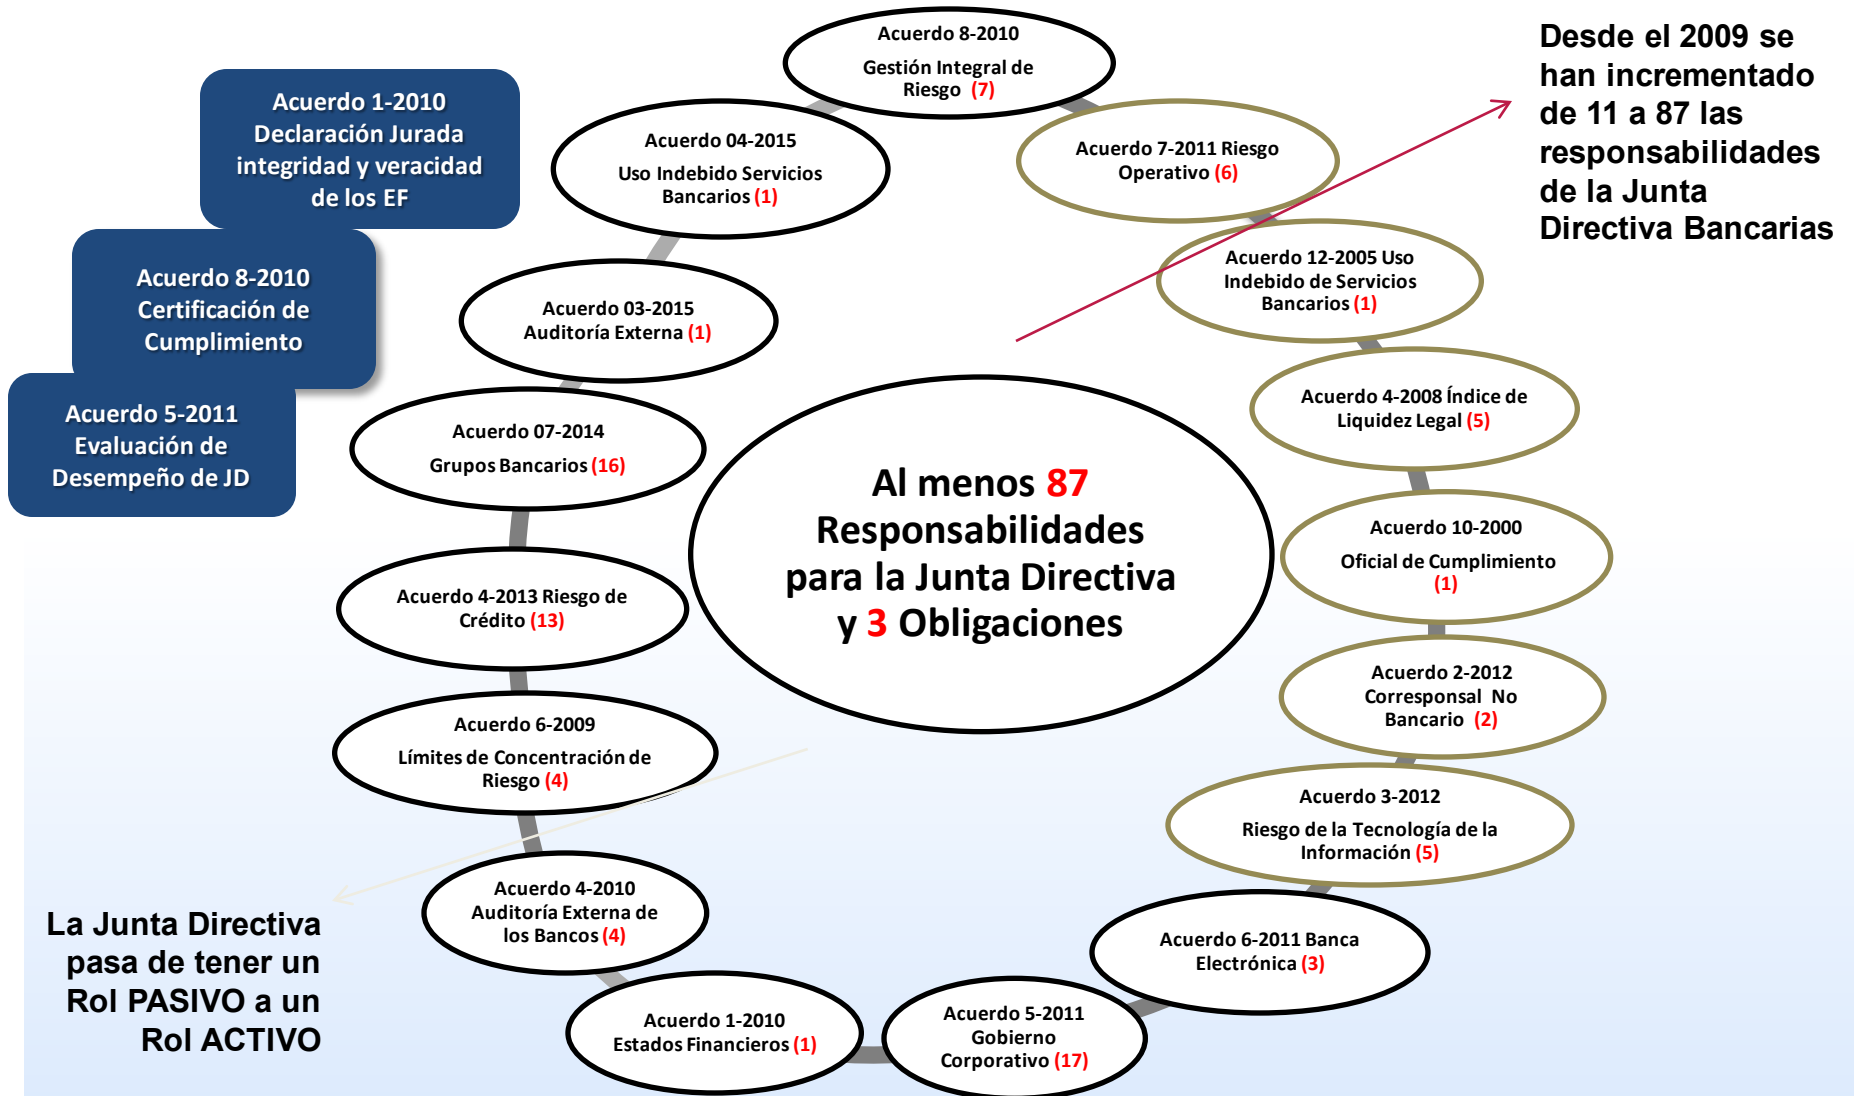 Acuerdo 8-2010
Gestión Integral de
Riesgo (7)
Desde el 2009 se
han incrementado
de 11 a 87 las
responsabilidades
de la Junta
Directiva Bancarias
Acuerdo 1-2010
Declaración Jurada
integridad y veracidad
de los EF
Acuerdo 04-2015
Uso Indebido Servicios
Bancarios (1)
Acuerdo 7-2011 Riesgo
Operativo (6)
Acuerdo 8-2010
Certificación de
Cumplimiento
Acuerdo 12-2005 Uso
Indebido de Servicios
Bancarios (1)
Acuerdo 03-2015
Auditoría Externa (1)
Acuerdo 5-2011
Evaluación de
Desempeño de JD
Acuerdo 4-2008 Índice de
Liquidez Legal (5)
Acuerdo 07-2014
Grupos Bancarios (16)
Al menos 87
Responsabilidades
para la Junta Directiva
y 3 Obligaciones
Acuerdo 10-2000
Oficial de Cumplimiento
(1)
Acuerdo 4-2013 Riesgo de
Crédito (13)
Acuerdo 2-2012
Corresponsal No
Bancario (2)
Acuerdo 6-2009
Límites de Concentración de
Riesgo (4)
Acuerdo 3-2012
Riesgo de la Tecnología de la
Información (5)
Acuerdo 4-2010
Auditoría Externa de
los Bancos (4)
Acuerdo 6-2011 Banca
Electrónica (3)
La Junta Directiva
pasa de tener un
Rol PASIVO a un
Rol ACTIVO
Acuerdo 1-2010
Estados Financieros (1)
Acuerdo 5-2011
Gobierno
Corporativo (17)